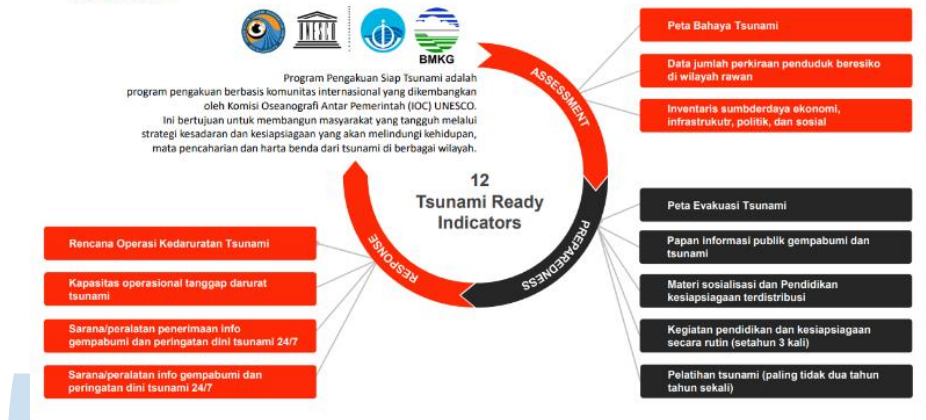 BMKG
Program Pengakuan Siap Tsunami adalah
program pengakuan berbasis komunitas internasional yang dikembangkan
oleh Komisi Oseanografi Antar Pemerintah (IOC) UNESCO.
Ini bertujuan untuk membangun masyarakat yang tangguh melalui
strategi kesadaran dan kesiapsiagaan yang akan melindungi kehidupan,
mata pencaharian dan harta benda dari tsunami di berbagai wilayah.
12
Tsunami Ready
Indicators
ASSESSMENT
Peta Bahaya Tsunami
Data jumlah perkiraan penduduk beresiko
di wilayah rawan
Inventaris sumbderdaya ekonomi,
infrastrukutr, politik, dan sosial
PREPAREDNESS
Peta Evakuasi Tsunami
Papan informasi publik gempabumi dan
tsunami
Materi sosialisasi dan Pendidikan
kesiapsiagaan terdistribusi
Kegiatan pendidikan dan kesiapsiagaan
secara rutin (setahun 3 kali)
Pelatihan tsunami (paling tidak dua tahun
tahun sekali)
RESPONSE
Rencana Operasi Kedaruratan Tsunami
Kapasitas operasional tanggap darurat
tsunami
Sarana/peralatan penerimaan info
gempabumi dan peringatan dini tsunami 24/7
Sarana/peralatan info gempabumi dan
peringatan dini tsunami 24/7